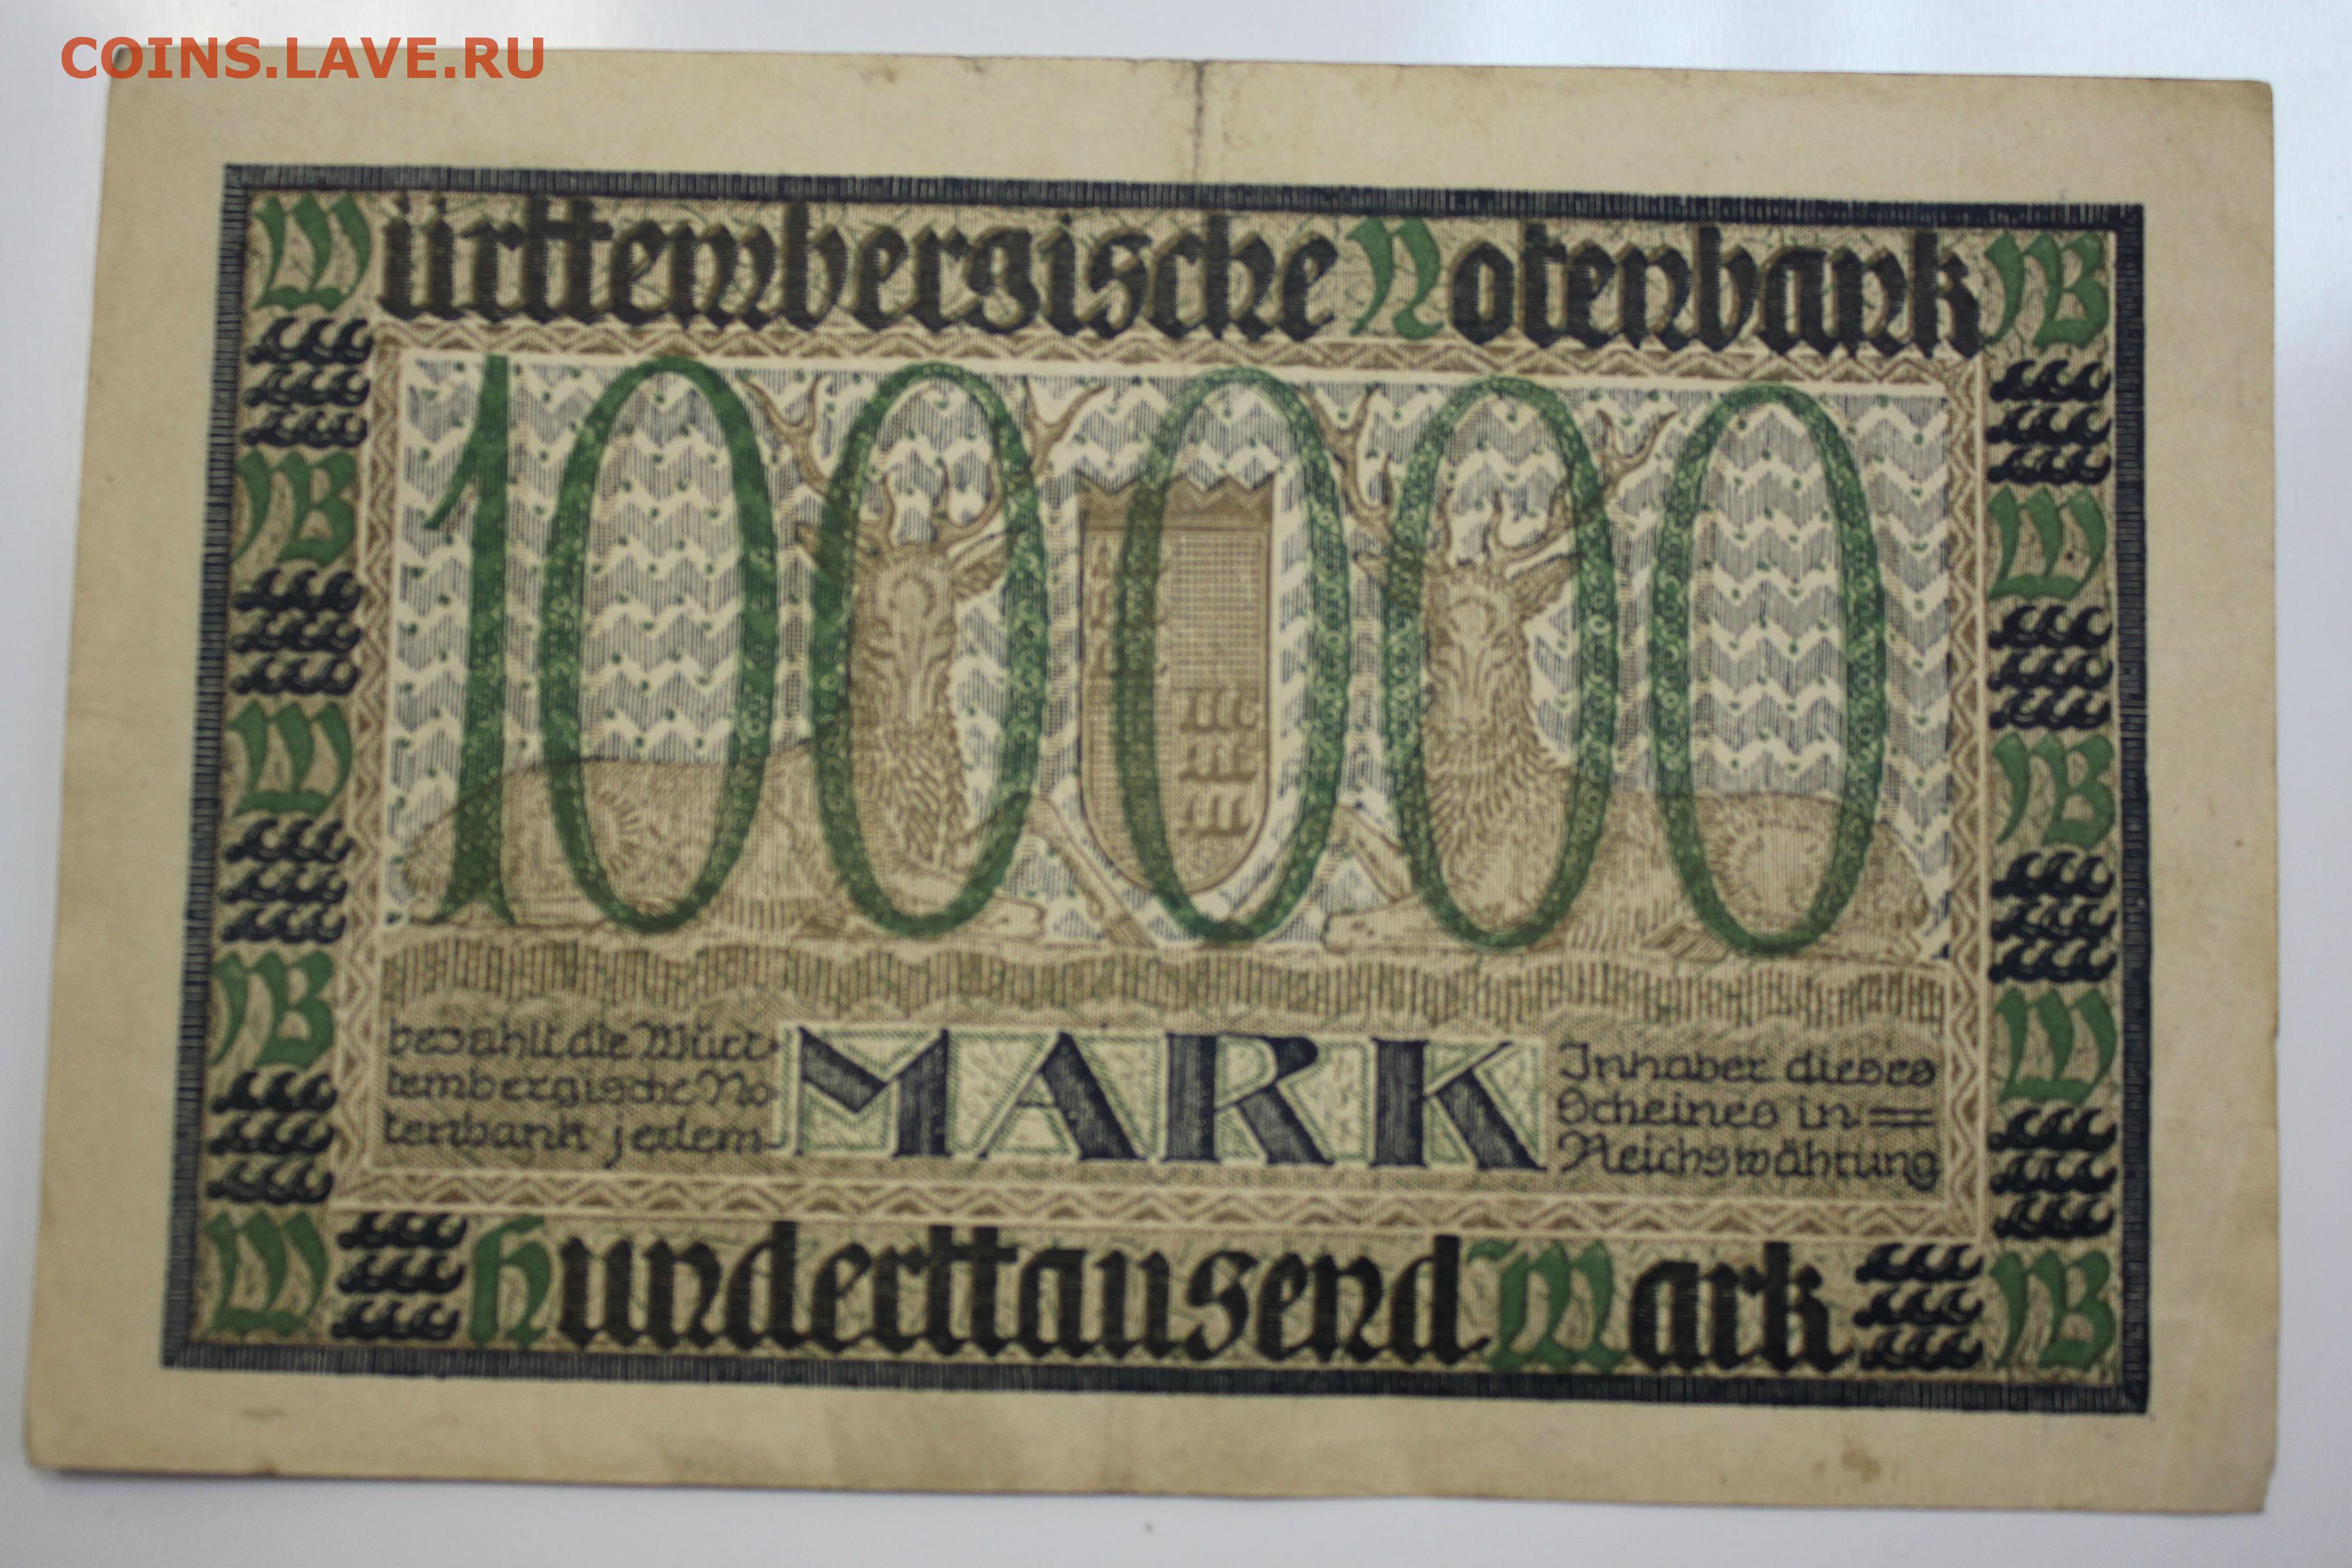 COINS.LAVE.RU
Württembergische Notenbank
100000
bezahlt die Würt-
tembergische No-
tenbank jedem
MARK
Inhaber dieses
Scheines in
Reichswährung
Hunderttausend Mark
W
B
W
B
W
B
W
B
W
B
W
B